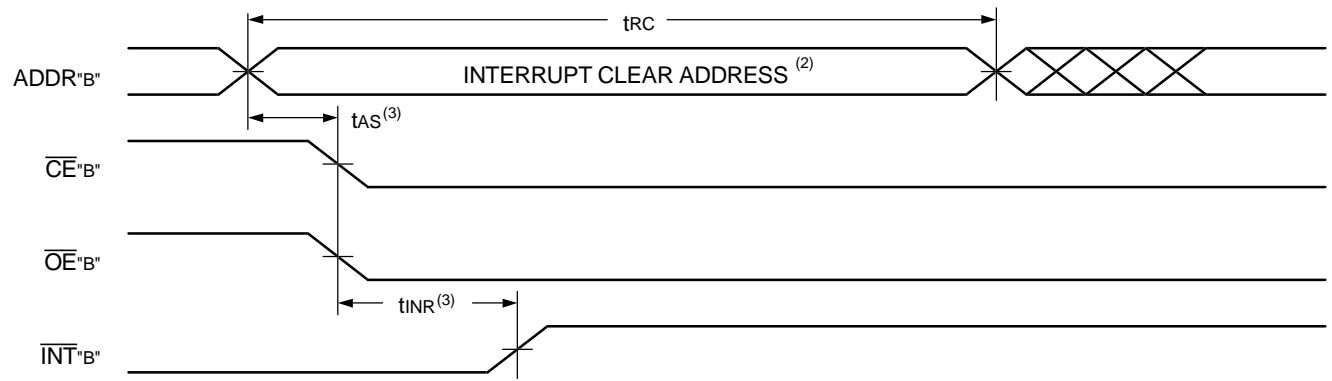 tRC
ADDR"B"
INTERRUPT CLEAR ADDRESS (2)
tAS(3)
CE"B"
OE"B"
tINR(3)
INT"B"